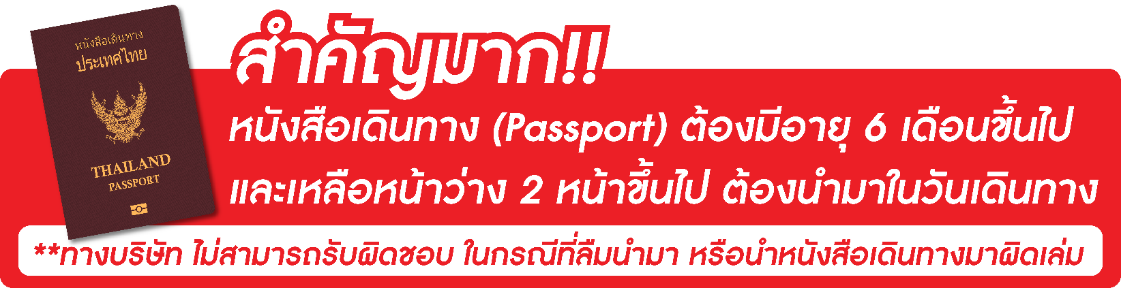 หนังสือเดินทาง
ประเทศไทย
THAILAND
PASSPORT
สำคัญมาก!!
หนังสือเดินทาง (Passport) ต้องมีอายุ 6 เดือนขึ้นไป
และเหลือหน้าว่าง 2 หน้าขึ้นไป ต้องนำมาในวันเดินทาง
**ทางบริษัท ไม่สามารถรับผิดชอบ ในกรณีที่ลืมนำมา หรือนำหนังสือเดินทางมาผิดเล่ม